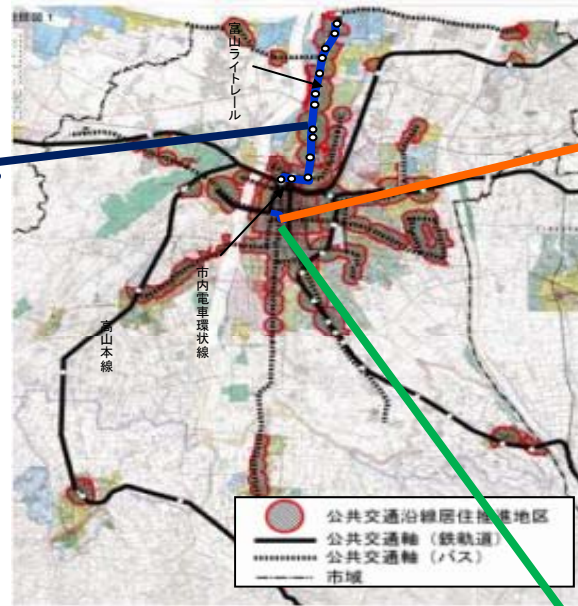 富山ライトレール
市内電車環状線
高山本線
公共交通沿線居住推進地区
公共交通軸（鉄軌道）
公共交通軸（バス）
市域